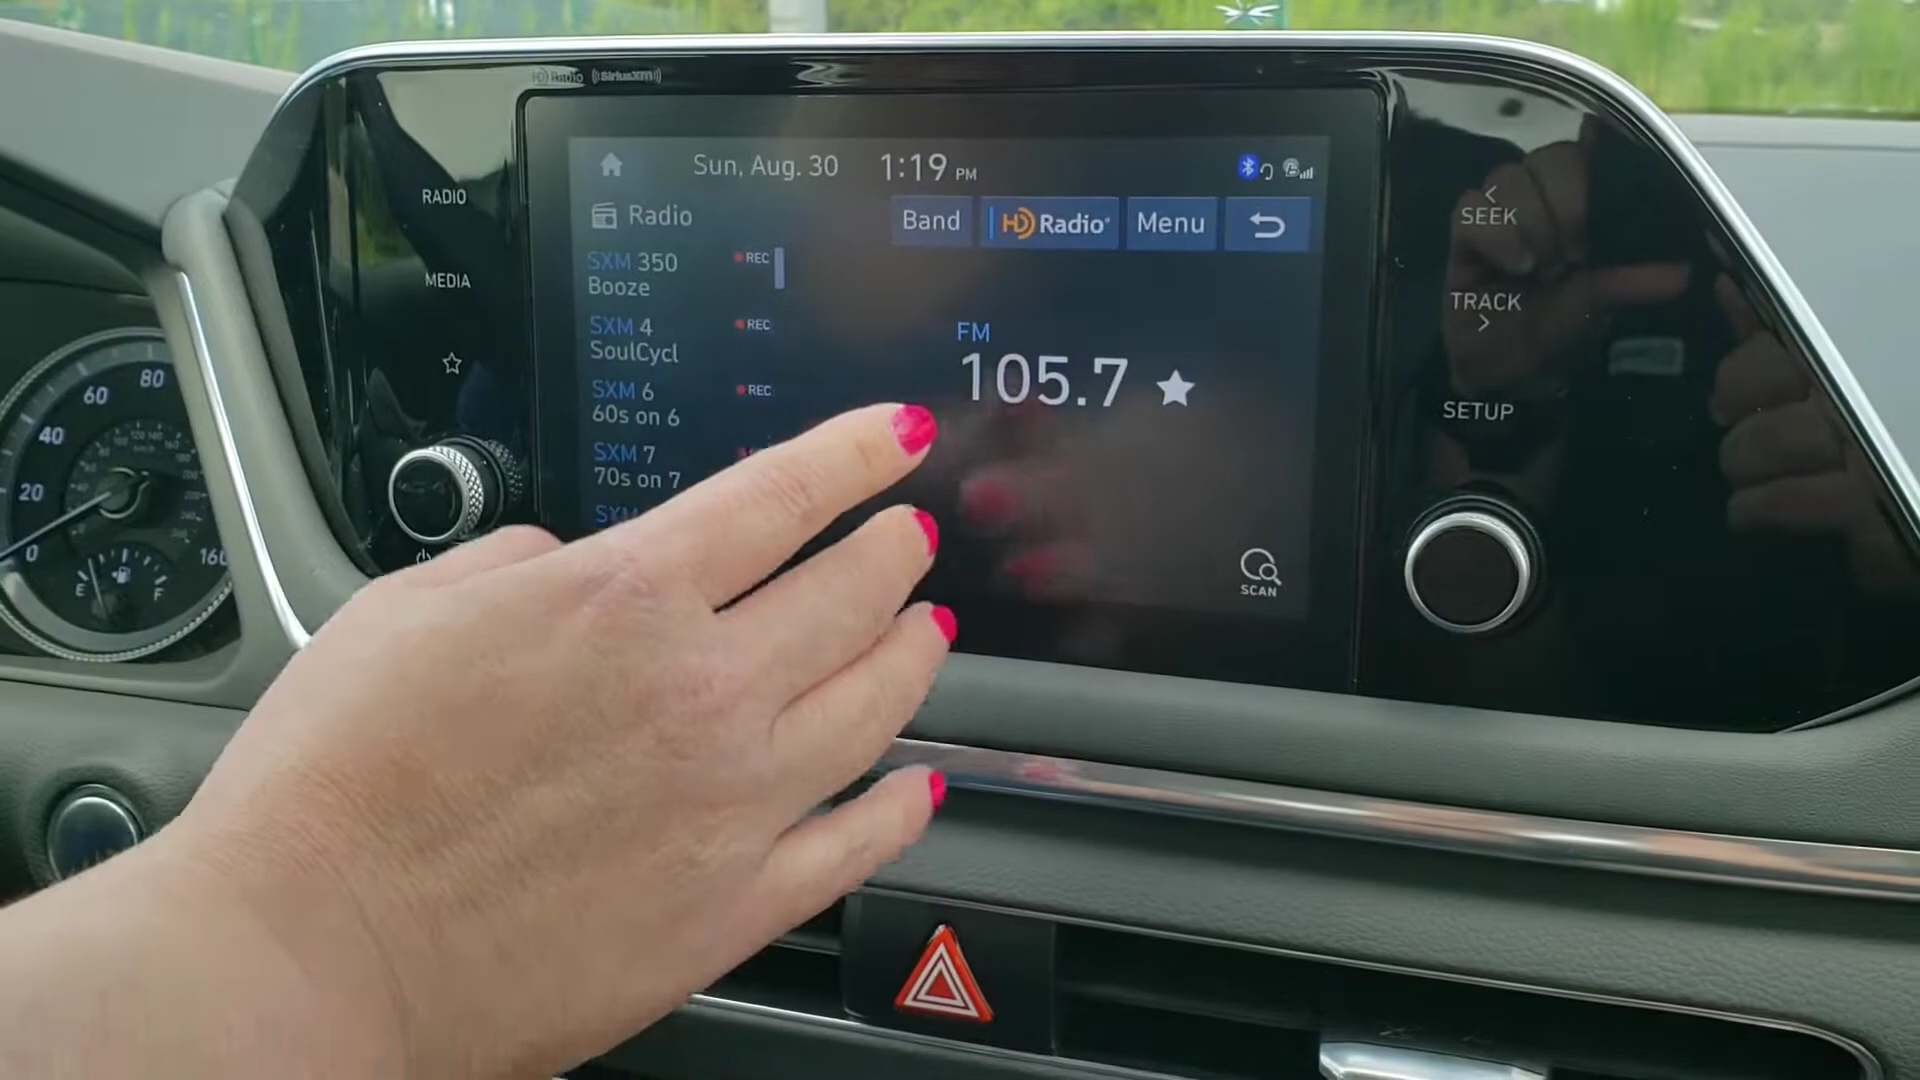 HD Radio ((SiriusXM))
Sun, Aug. 30 1:19 PM
Radio
Band
HD Radio
Menu
SXM 350 REC
Booze
SXM 4 REC
SoulCycl
SXM 6 REC
60s on 6
SXM 7
70s on 7
SXM
FM
105.7
SCAN
RADIO
MEDIA
SEEK
TRACK
SETUP
0
20
40
60
80
160
E F